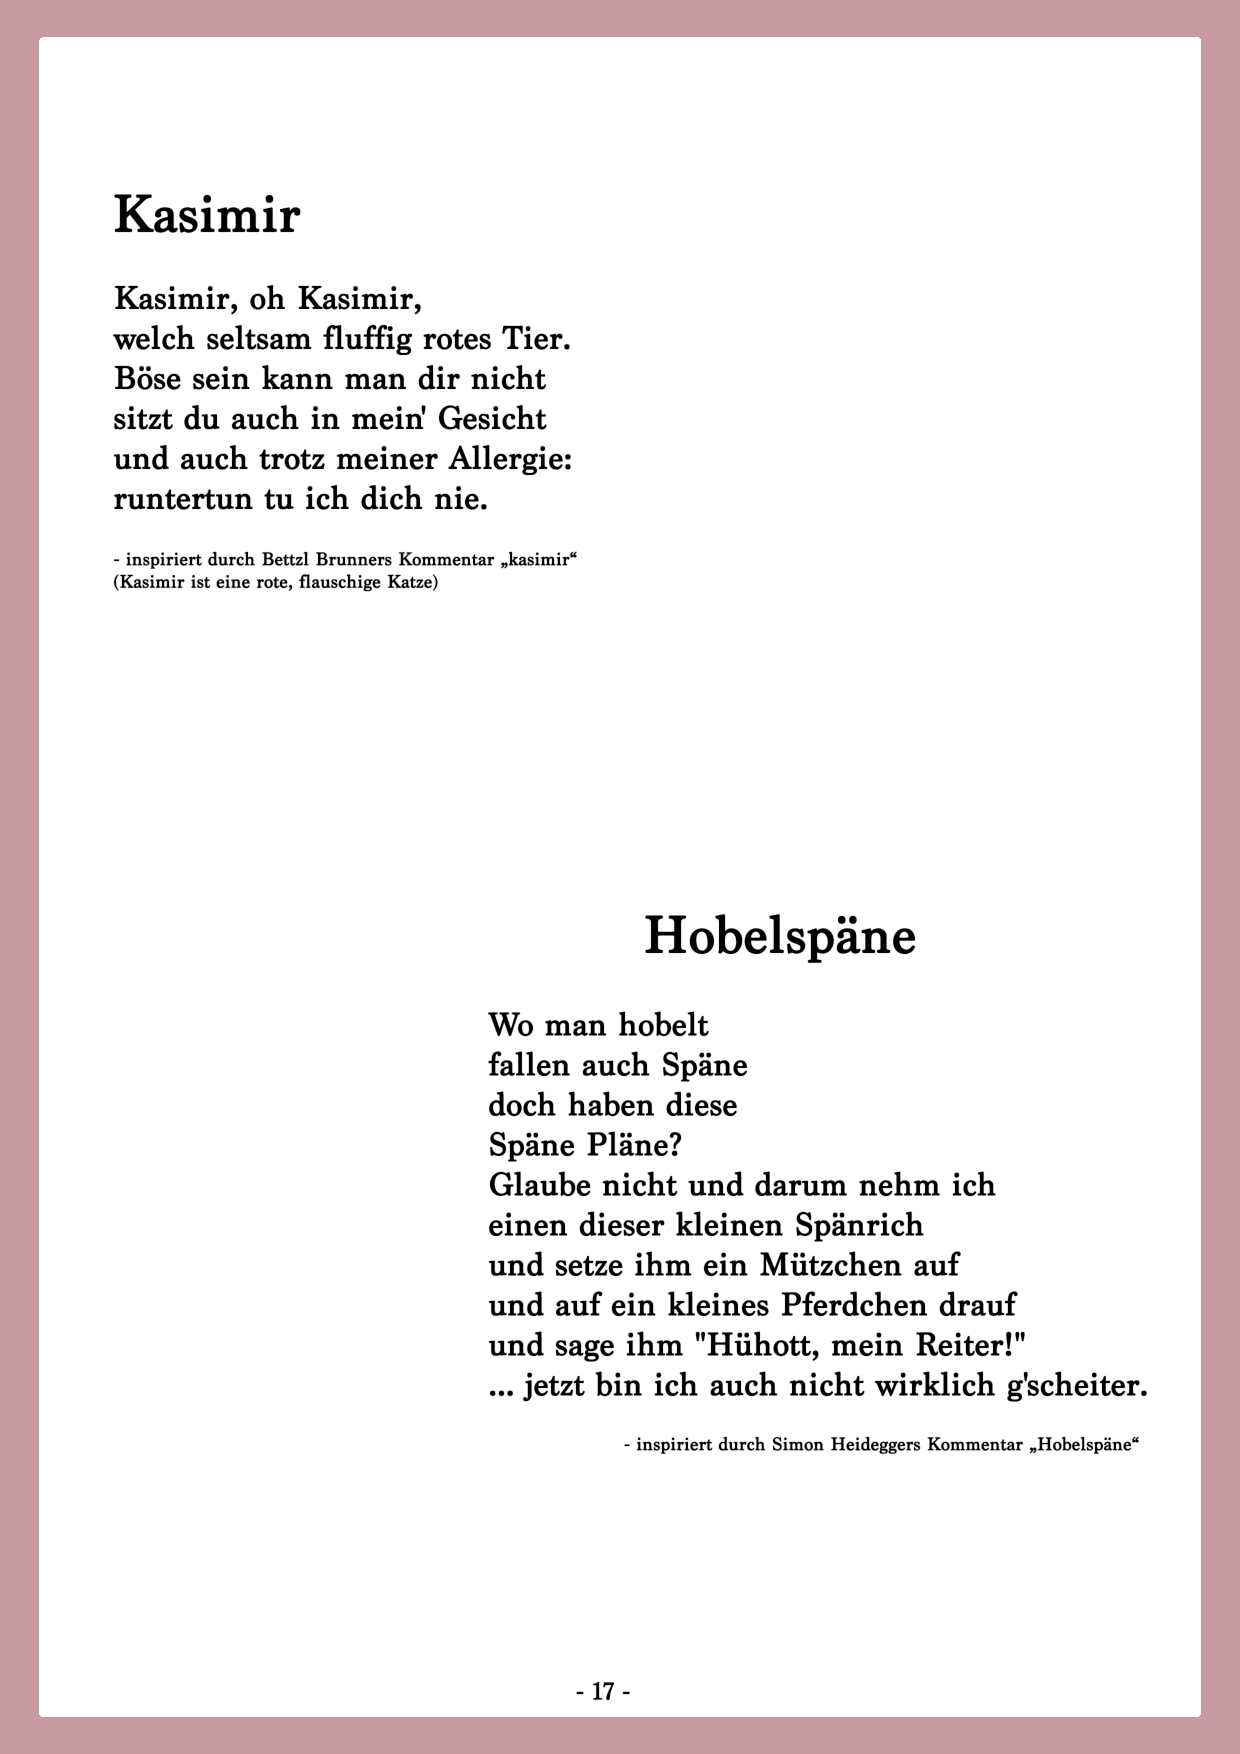 Kasimir
Kasimir, oh Kasimir,
welch seltsam fluffig rotes Tier.
Böse sein kann man dir nicht
sitzt du auch in mein' Gesicht
und auch trotz meiner Allergie:
runtertun tu ich dich nie.
- inspiriert durch Bettzl Brunners Kommentar „kasimir“
(Kasimir ist eine rote, flauschige Katze)
Hobelspäne
Wo man hobelt
fallen auch Späne
doch haben diese
Späne Pläne?
Glaube nicht und darum nehm ich
einen dieser kleinen Spänrich
und setze ihm ein Mützchen auf
und auf ein kleines Pferdchen drauf
und sage ihm "Hühott, mein Reiter!"
... jetzt bin ich auch nicht wirklich g'scheiter.
- inspiriert durch Simon Heideggers Kommentar „Hobelspäne“
- 17 -